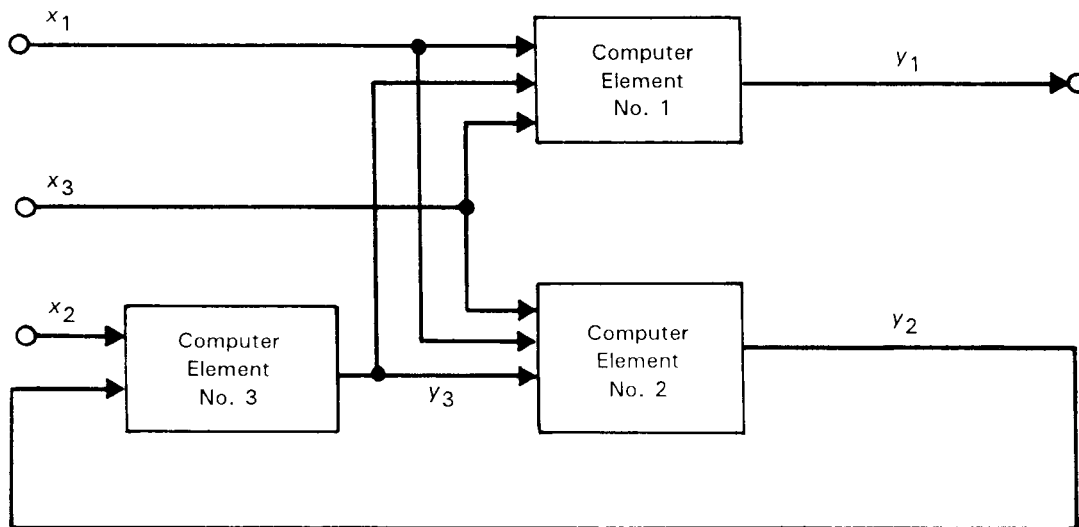 x1
Computer
Element
No. 1
y1
x3
x2
Computer
Element
No. 3
y3
Computer
Element
No. 2
y2